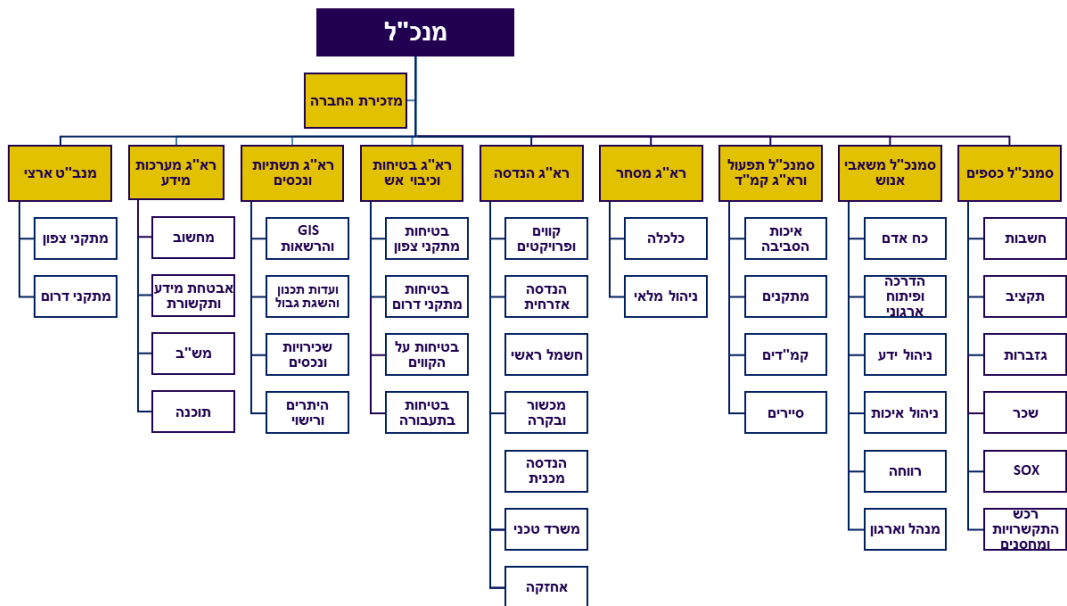 מנכ"ל
מזכירת החברה
סמנכ"ל כספים
חשבות
תקציב
גזברות
שכר
SOX
רכש
התקשרויות
ומחסנים
סמנכ"ל משאבי
אנוש
כח אדם
הדרכה
ופיתוח
ארגוני
ניהול ידע
ניהול איכות
רווחה
מנהל וארגון
סמנכ"ל תפעול
ורא"ג קמ"ד
איכות
הסביבה
מתקנים
קמ"דים
סיירים
רא"ג מסחר
כלכלה
ניהול מלאי
רא"ג הנדסה
קווים
ופרויקטים
הנדסה
אזרחית
חשמל ראשי
מכשור
ובקרה
הנדסה
מכנית
משרד טכני
אחזקה
רא"ג בטיחות
וכיבוי אש
בטיחות
מתקני צפון
בטיחות
מתקני דרום
בטיחות על
הקווים
בטיחות
בתעבורה
רא"ג תשתיות
ונכסים
GIS
והרשאות
ועדות תכנון
והשגת גבול
שכירויות
ונכסים
היתרים
ורישוי
רא"ג מערכות
מידע
מחשוב
אבטחת מידע
ותקשורת
מש"ב
תוכנה
מנב"ט ארצי
מתקני צפון
מתקני דרום